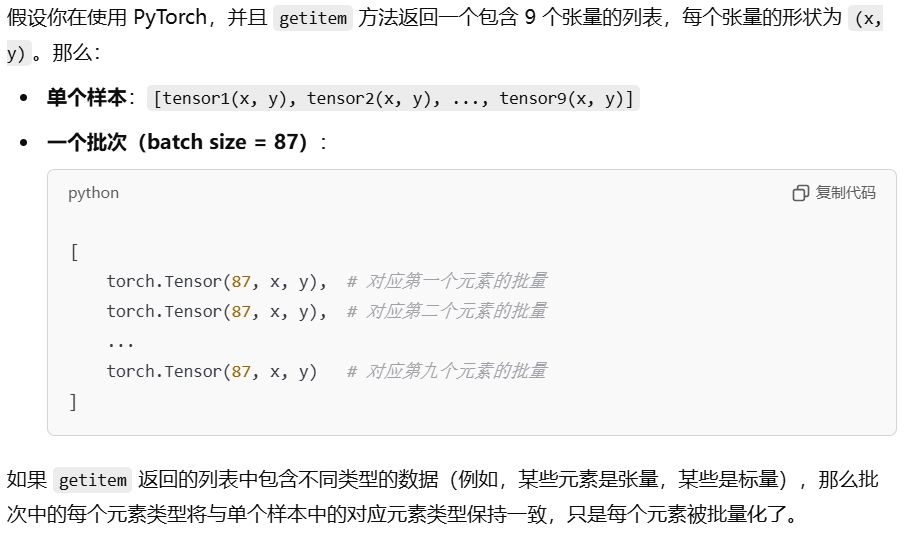 假设你在使用 PyTorch，并且 getitem 方法返回一个包含 9 个张量的列表，每个张量的形状为 (x,
y)。那么：
• 单个样本：[tensor1(x, y), tensor2(x, y), ..., tensor9(x, y)]
• 一个批次（batch size = 87）：
python 复制代码
[
    torch.Tensor(87, x, y),  # 对应第一个元素的批量
    torch.Tensor(87, x, y),  # 对应第二个元素的批量
    ...
    torch.Tensor(87, x, y)   # 对应第九个元素的批量
]
如果 getitem 返回的列表中包含不同类型的数据（例如，某些元素是张量，某些是标量），那么批
次中的每个元素类型将与单个样本中的对应元素类型保持一致，只是每个元素被批量化了。